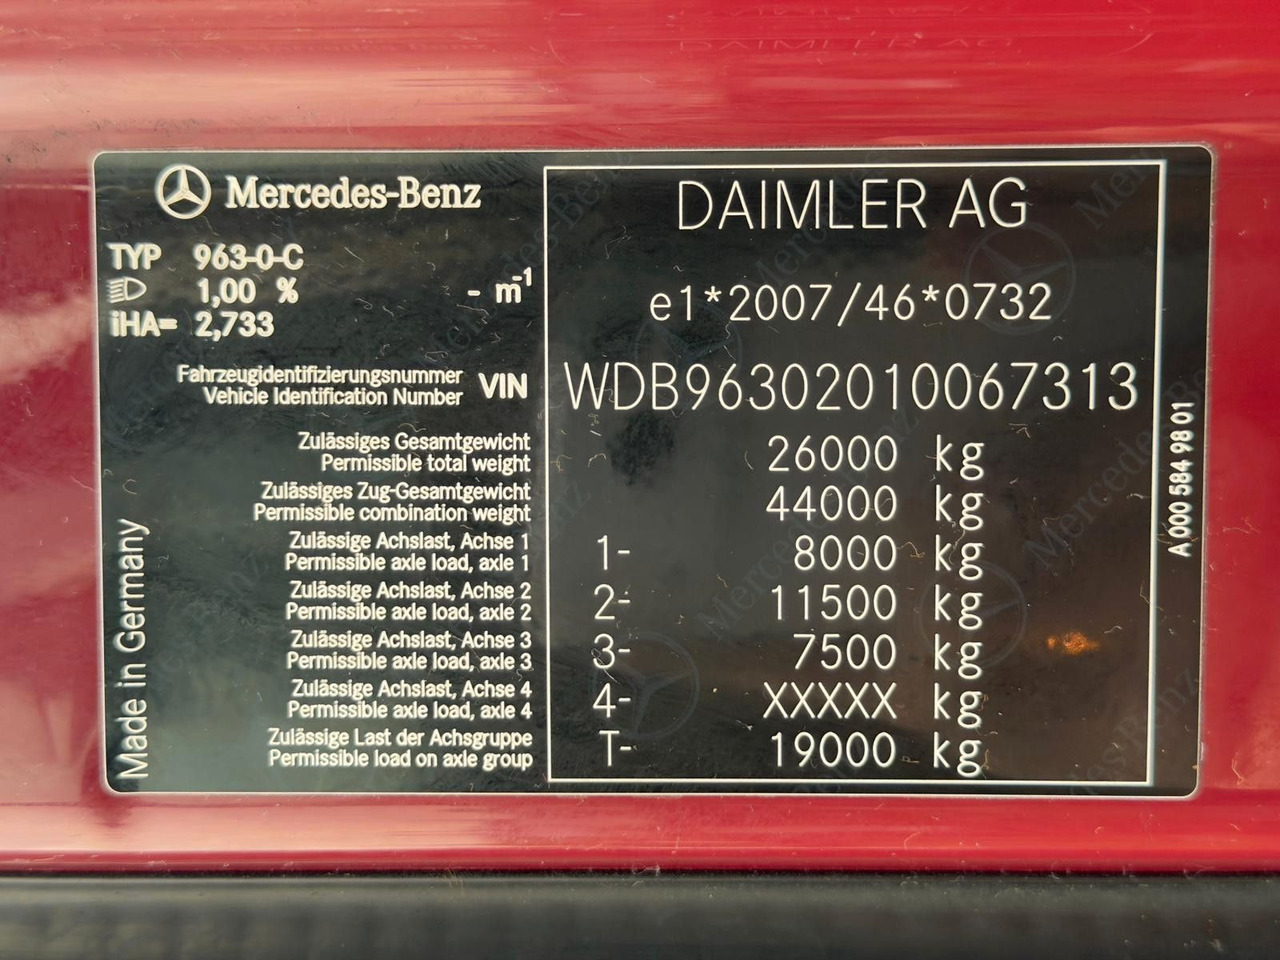 Mercedes-Benz
TYP 963-0-C
1,00 % - m-1
iHA= 2,733
DAIMLER AG
e1*2007/46*0732
Fahrzeugidentifizierungsnummer
Vehicle Identification Number
VIN WDB96302010067313
Zulässiges Gesamtgewicht
Permissible total weight
26000 kg
Zulässiges Zug-Gesamtgewicht
Permissible combination weight
44000 kg
Zulässige Achslast, Achse 1
Permissible axle load, axle 1
1- 8000 kg
Zulässige Achslast, Achse 2
Permissible axle load, axle 2
2- 11500 kg
Zulässige Achslast, Achse 3
Permissible axle load, axle 3
3- 7500 kg
Zulässige Achslast, Achse 4
Permissible axle load, axle 4
4- XXXXX kg
Zulässige Last der Achsgruppe
Permissible load on axle group
T- 19000 kg
Made in Germany
A 000 584 98 01